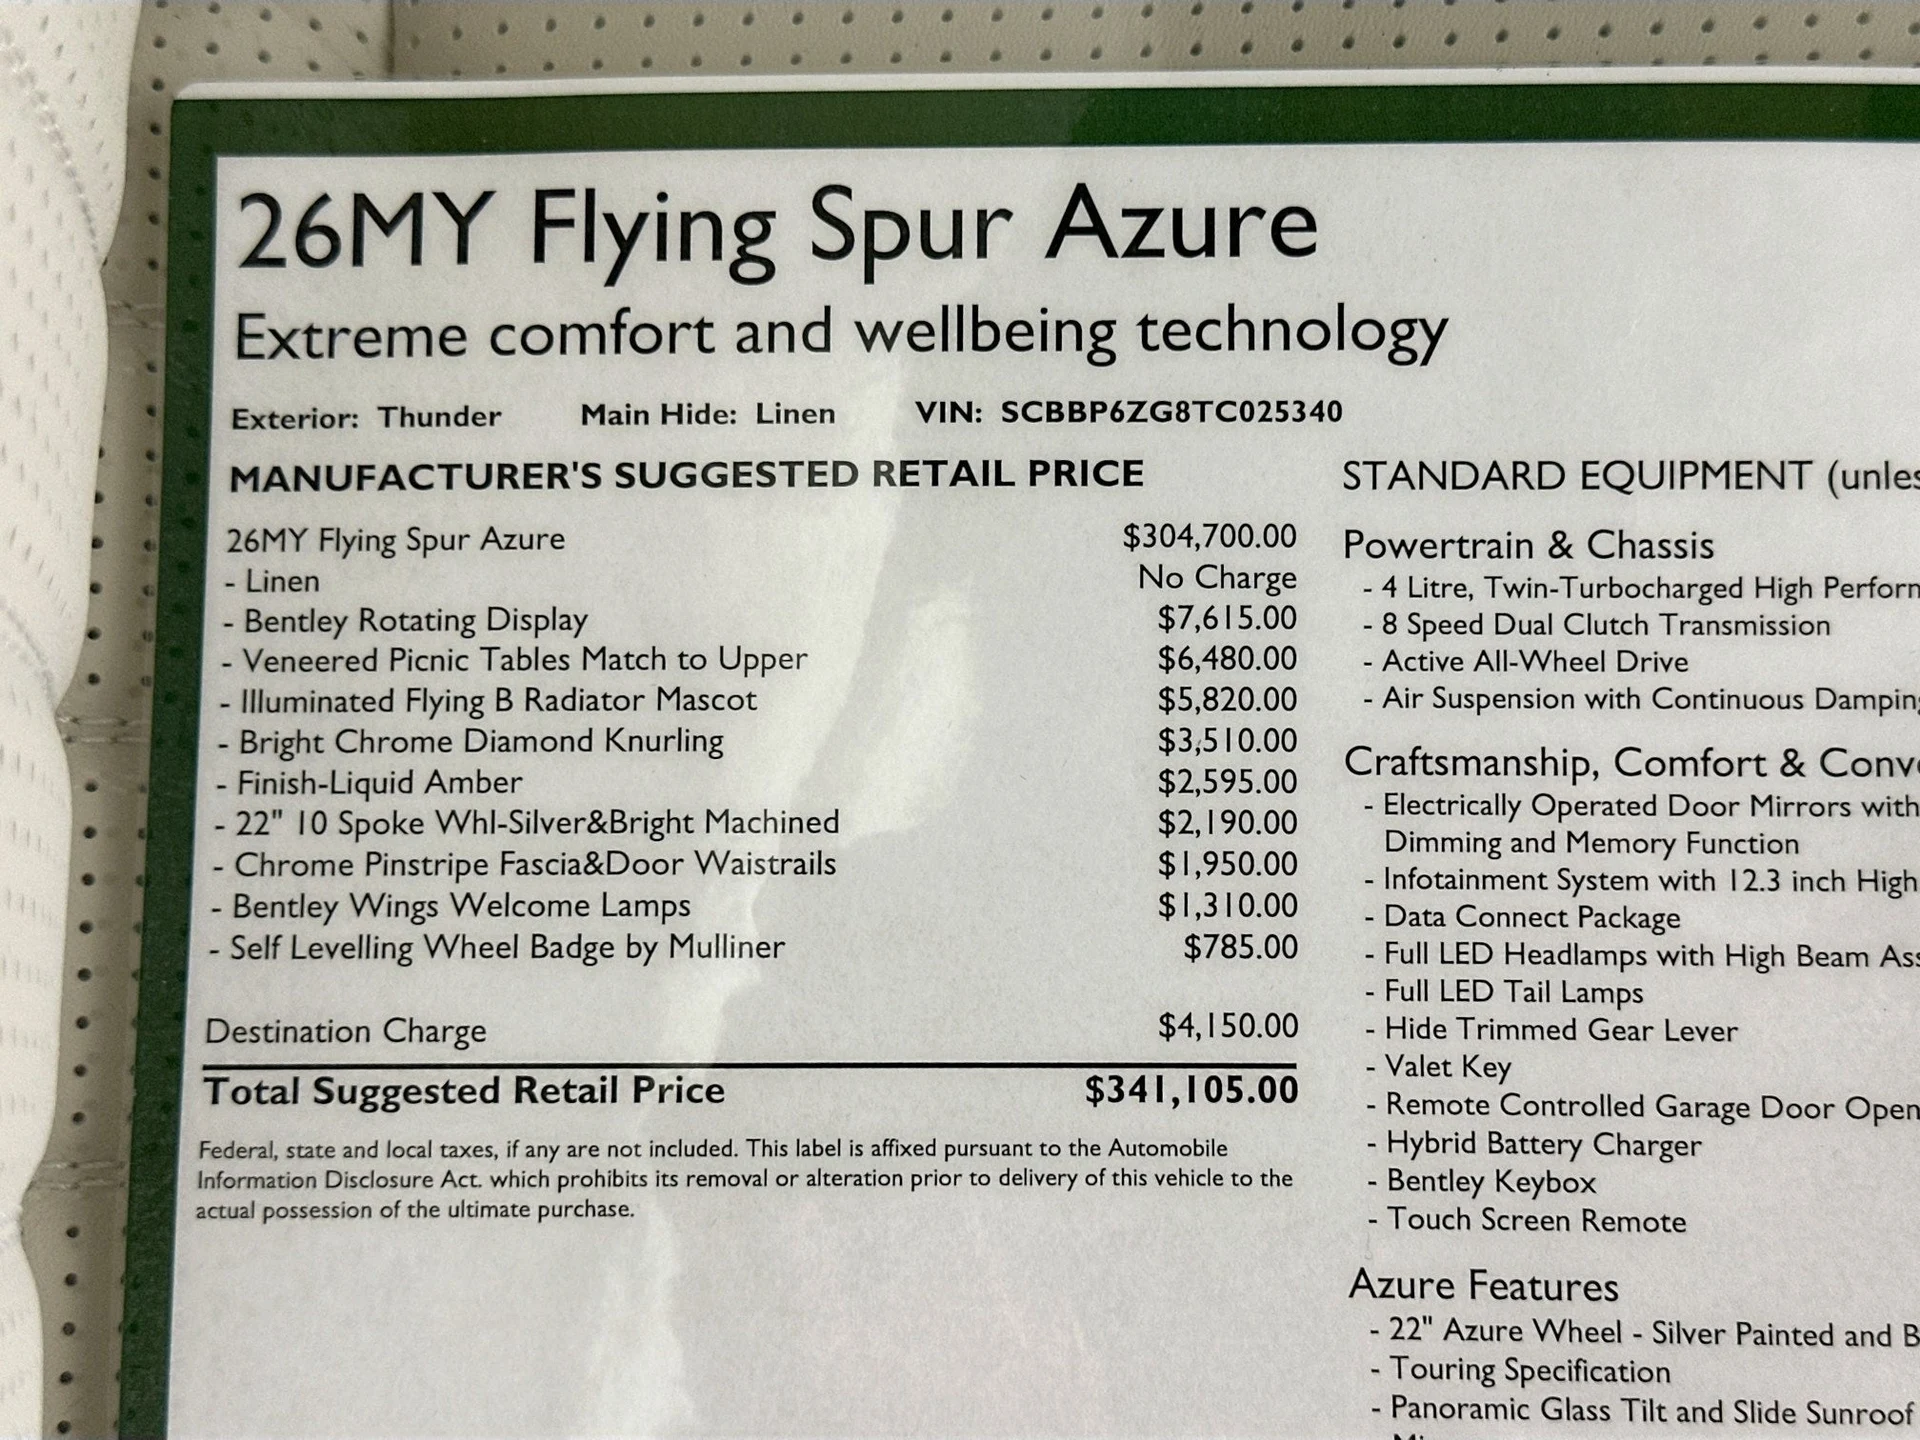 26MY Flying Spur Azure
Extreme comfort and wellbeing technology
Exterior: Thunder Main Hide: Linen VIN: SCBBP6ZG8TC025340
MANUFACTURER'S SUGGESTED RETAIL PRICE
26MY Flying Spur Azure $304,700.00
- Linen No Charge
- Bentley Rotating Display $7,615.00
- Veneered Picnic Tables Match to Upper $6,480.00
- Illuminated Flying B Radiator Mascot $5,820.00
- Bright Chrome Diamond Knurling $3,510.00
- Finish-Liquid Amber $2,595.00
- 22" 10 Spoke Whl-Silver&Bright Machined $2,190.00
- Chrome Pinstripe Fascia&Door Waistrails $1,950.00
- Bentley Wings Welcome Lamps $1,310.00
- Self Levelling Wheel Badge by Mulliner $785.00
Destination Charge $4,150.00
Total Suggested Retail Price $341,105.00
Federal, state and local taxes, if any are not included. This label is affixed pursuant to the Automobile
Information Disclosure Act. which prohibits its removal or alteration prior to delivery of this vehicle to the
actual possession of the ultimate purchase.
STANDARD EQUIPMENT (unles
Powertrain & Chassis
- 4 Litre, Twin-Turbocharged High Perform
- 8 Speed Dual Clutch Transmission
- Active All-Wheel Drive
- Air Suspension with Continuous Damping
Craftsmanship, Comfort & Conve
- Electrically Operated Door Mirrors with
Dimming and Memory Function
- Infotainment System with 12.3 inch High
- Data Connect Package
- Full LED Headlamps with High Beam Ass
- Full LED Tail Lamps
- Hide Trimmed Gear Lever
- Valet Key
- Remote Controlled Garage Door Open
- Hybrid Battery Charger
- Bentley Keybox
- Touch Screen Remote
Azure Features
- 22" Azure Wheel - Silver Painted and B
- Touring Specification
- Panoramic Glass Tilt and Slide Sunroof